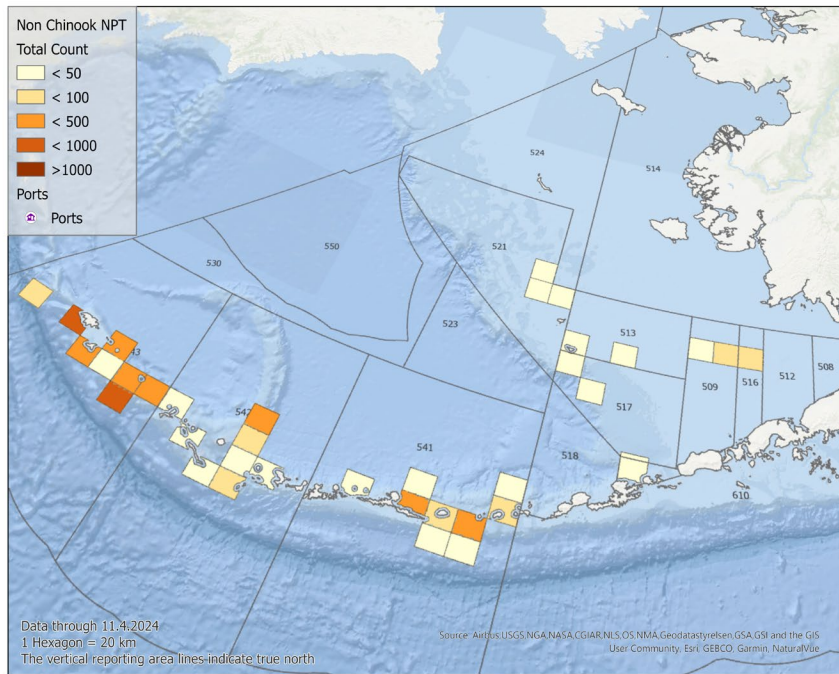 Non Chinook NPT
Total Count
< 50
< 100
< 500
< 1000
>1000
Ports
Ports
524
514
521
550
530
523
513
509
516
512
508
517
542
541
518
610
Data through 11.4.2024
1 Hexagon = 20 km
The vertical reporting area lines indicate true north
Source: Airbus,USGS,NGA,NASA,CGIAR,NLS,OS,NMA,Geodatastyrelsen,GSA,GSI and the GIS
User Community, Esri, GEBCO, Garmin, NaturalVue